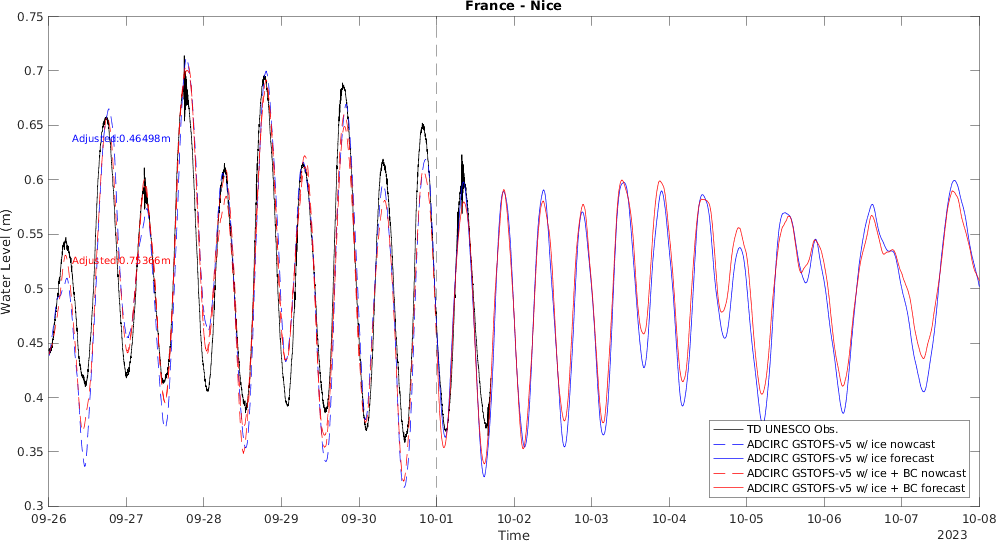 France - Nice
0.75
0.7
0.65
Adjusted:0.46498m
0.6
0.55
Adjusted:0.75366m
0.5
0.45
0.4
0.35
0.3
Water Level (m)
TD UNESCO Obs.
ADCIRC GSTOFS-v5 w/ ice nowcast
ADCIRC GSTOFS-v5 w/ ice forecast
ADCIRC GSTOFS-v5 w/ ice + BC nowcast
ADCIRC GSTOFS-v5 w/ ice + BC forecast
09-26 09-27 09-28 09-29 09-30 10-01 10-02 10-03 10-04 10-05 10-06 10-07 10-08
Time
2023